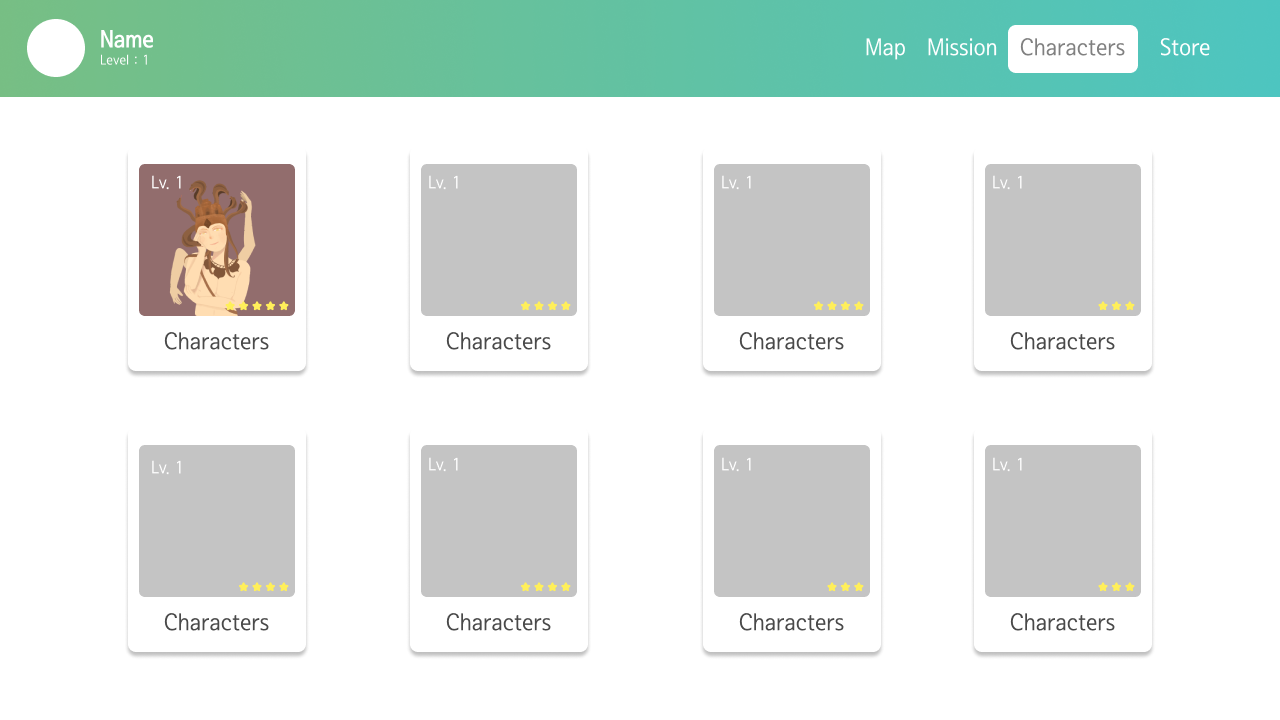 Name
Level : 1
Map Mission Characters Store
Lv. 1 Lv. 1 Lv. 1 Lv. 1
Characters Characters Characters Characters
Lv. 1 Lv. 1 Lv. 1 Lv. 1
Characters Characters Characters Characters